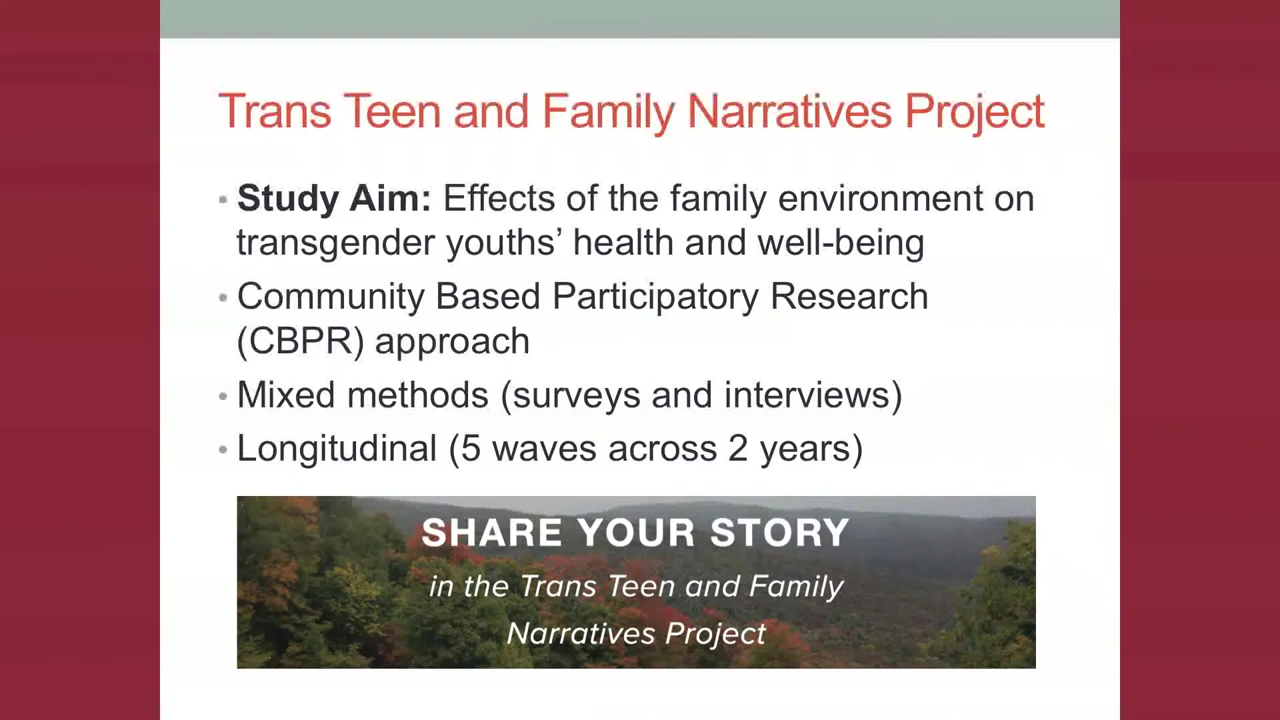 Trans Teen and Family Narratives Project
• Study Aim: Effects of the family environment on
transgender youths’ health and well-being
• Community Based Participatory Research
(CBPR) approach
• Mixed methods (surveys and interviews)
• Longitudinal (5 waves across 2 years)
SHARE YOUR STORY
in the Trans Teen and Family
Narratives Project